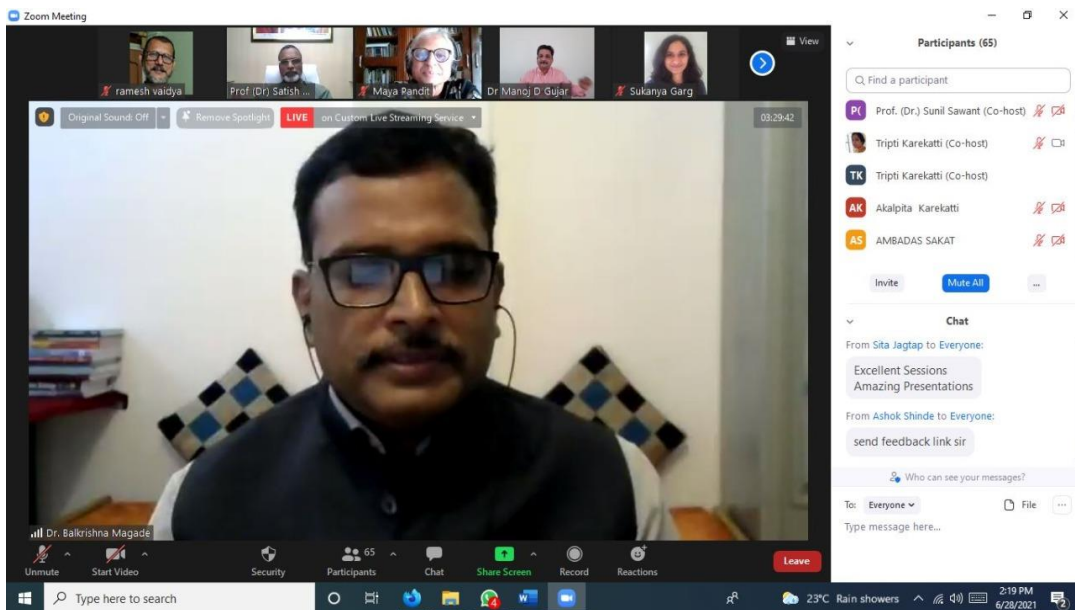 Zoom Meeting
View
ramesh vaidya
Prof (Dr) Satish ...
Maya Pandit
Dr Manoj D Gujar
Sukanya Garg
Original Sound: Off
Remove Spotlight
LIVE on Custom Live Streaming Service
03:29:42
Dr. Balkrishna Magade
Unmute
Start Video
Security
65
Participants
Chat
Share Screen
Record
Reactions
Leave
Participants (65)
Find a participant
P( Prof. (Dr.) Sunil Sawant (Co-host)
Tripti Karekatti (Co-host)
TK Tripti Karekatti (Co-host)
AK Akalpita Karekatti
AS AMBADAS SAKAT
Invite
Mute All
...
Chat
From Sita Jagtap to Everyone:
Excellent Sessions
Amazing Presentations
From Ashok Shinde to Everyone:
send feedback link sir
Who can see your messages?
To: Everyone
File
...
Type message here...
Type here to search
4
23°C Rain showers
2:19 PM
6/28/2021
2